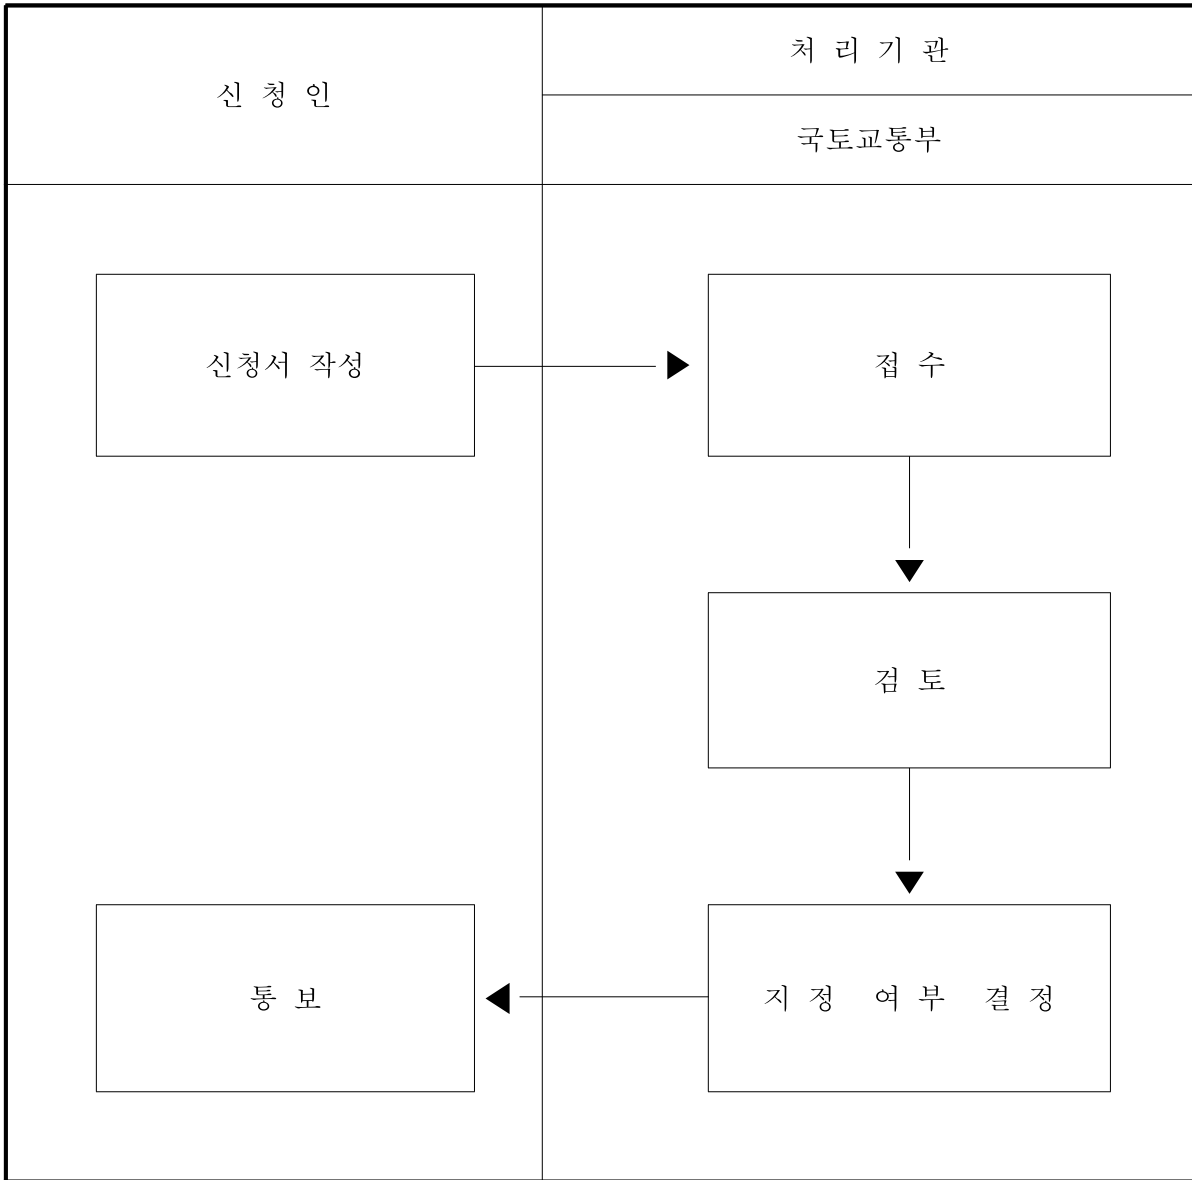 신 청 인
처 리 기 관
국토교통부
신청서 작성
접 수
검 토
지 정 여 부 결 정
통 보